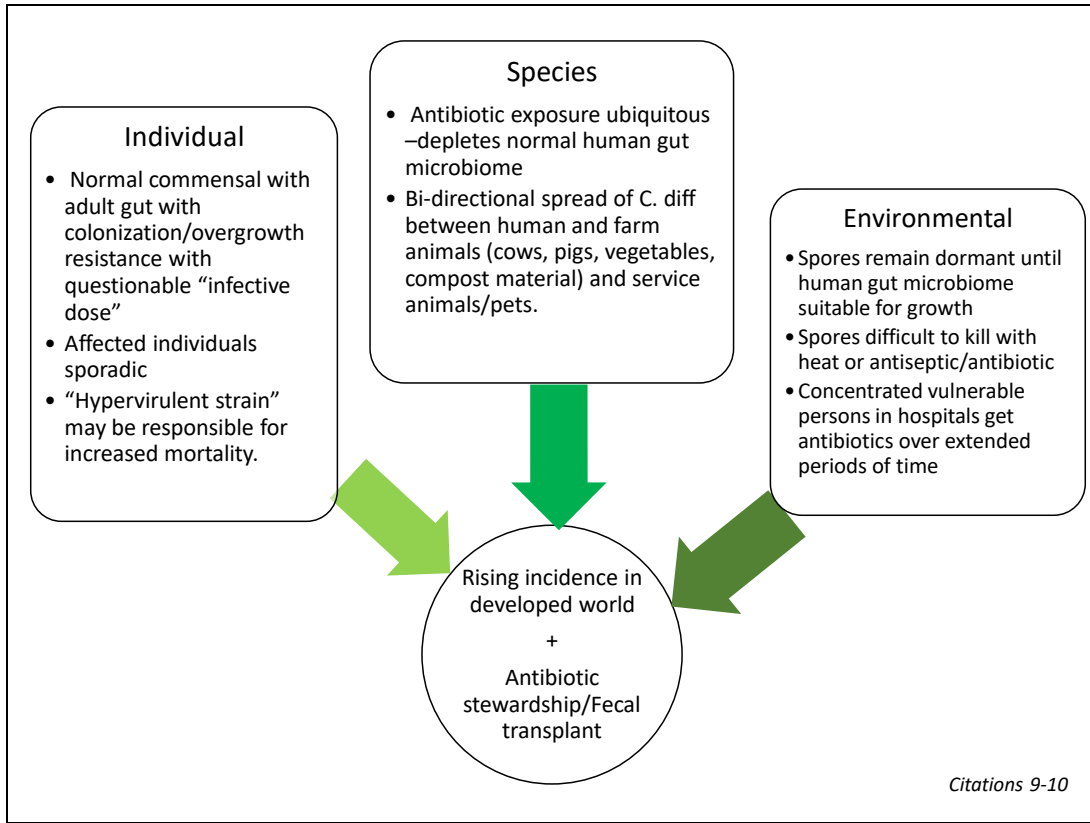 Individual
• Normal commensal with
adult gut with
colonization/overgrowth
resistance with
questionable “infective
dose”
• Affected individuals
sporadic
• “Hypervirulent strain”
may be responsible for
increased mortality.
Species
• Antibiotic exposure ubiquitous
–depletes normal human gut
microbiome
• Bi-directional spread of C. diff
between human and farm
animals (cows, pigs, vegetables,
compost material) and service
animals/pets.
Environmental
• Spores remain dormant until
human gut microbiome
suitable for growth
• Spores difficult to kill with
heat or antiseptic/antibiotic
• Concentrated vulnerable
persons in hospitals get
antibiotics over extended
periods of time
Rising incidence in
developed world
+
Antibiotic
stewardship/Fecal
transplant
Citations 9-10